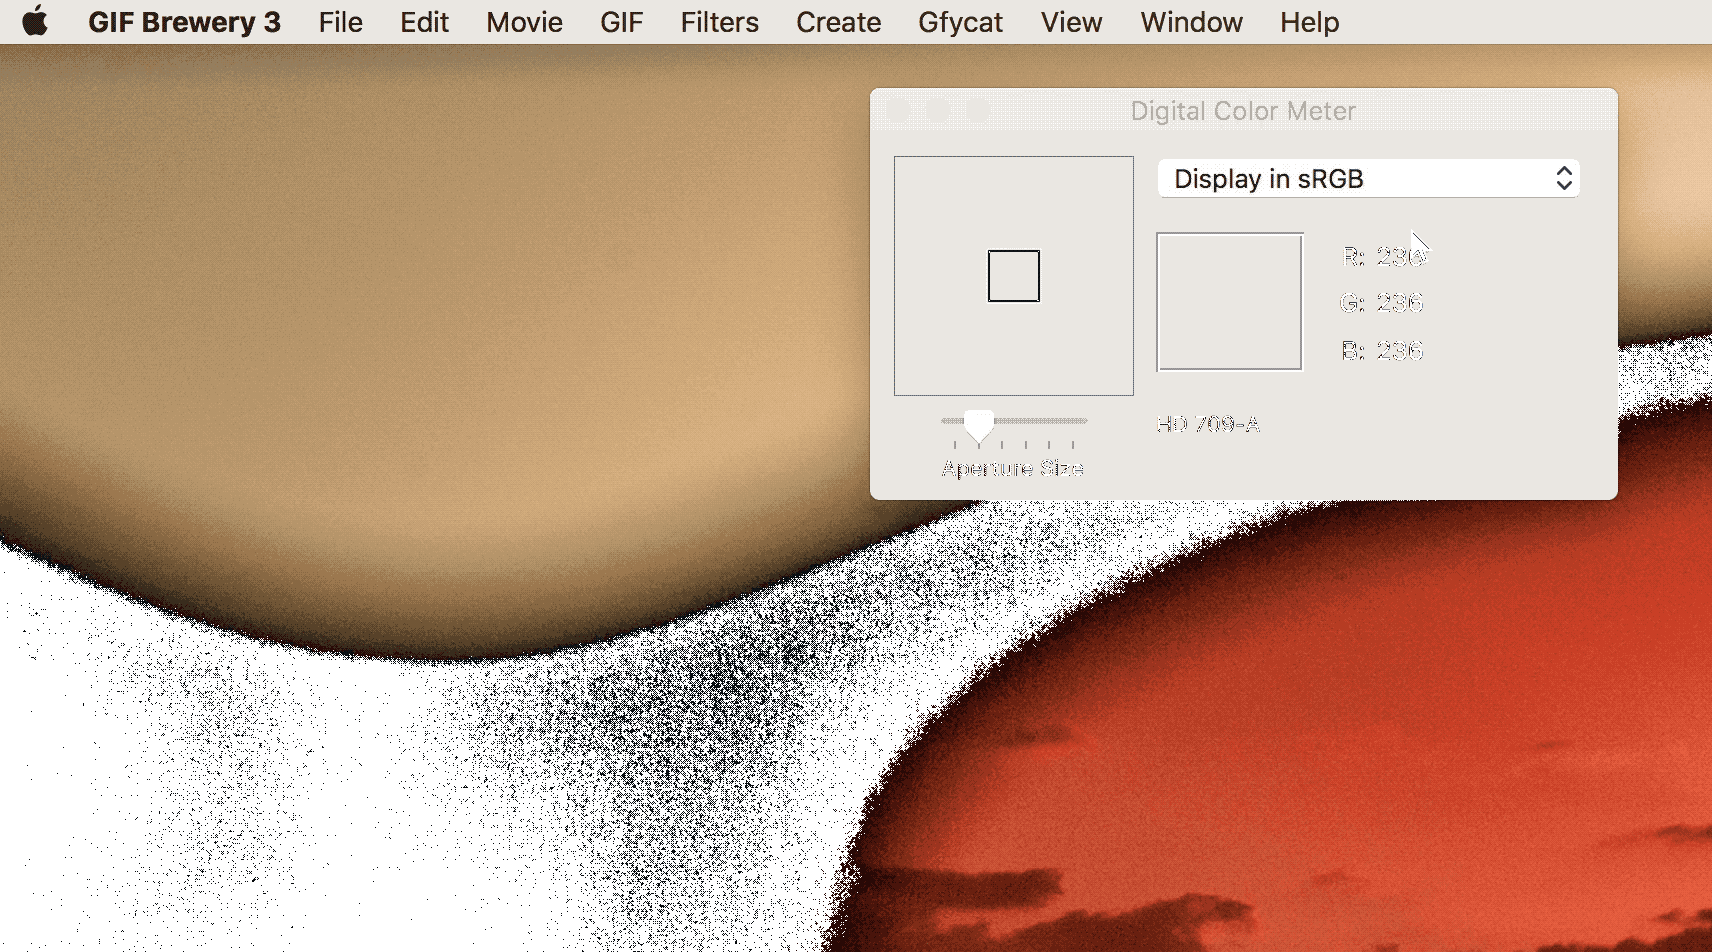 GIF Brewery 3 File Edit Movie GIF Filters Create Gfycat View Window Help
Digital Color Meter
Display in sRGB
R: 236
G: 236
B: 236
HD 709-A
Aperture Size